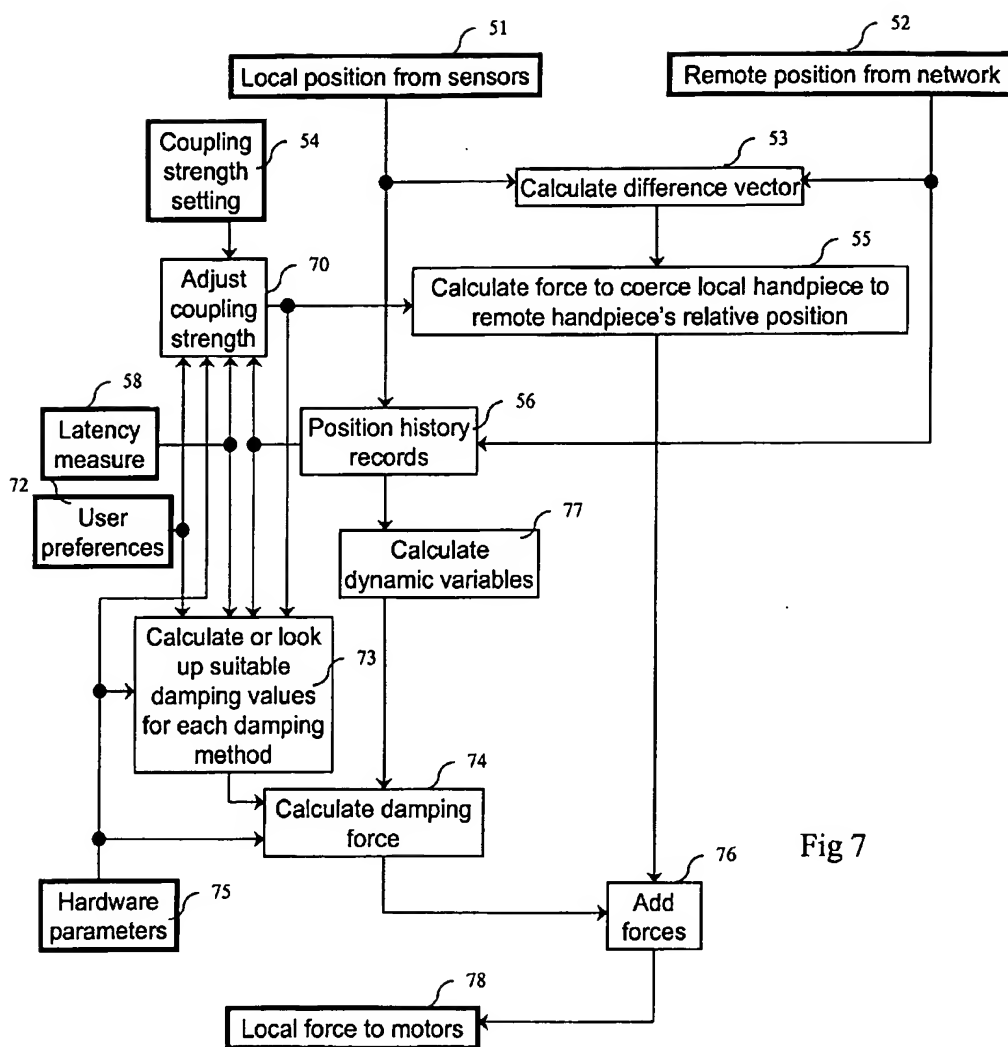 51
52
Local position from sensors
Remote position from network
Coupling
strength
setting
54
53
Calculate difference vector
55
Adjust
coupling
strength
70
Calculate force to coerce local handpiece to
remote handpiece's relative position
58
Latency
measure
56
Position history
records
72
User
preferences
77
Calculate
dynamic variables
Calculate or look
up suitable
damping values
for each damping
method
73
74
Calculate damping
force
Fig 7
76
Add
forces
Hardware
parameters
75
78
Local force to motors